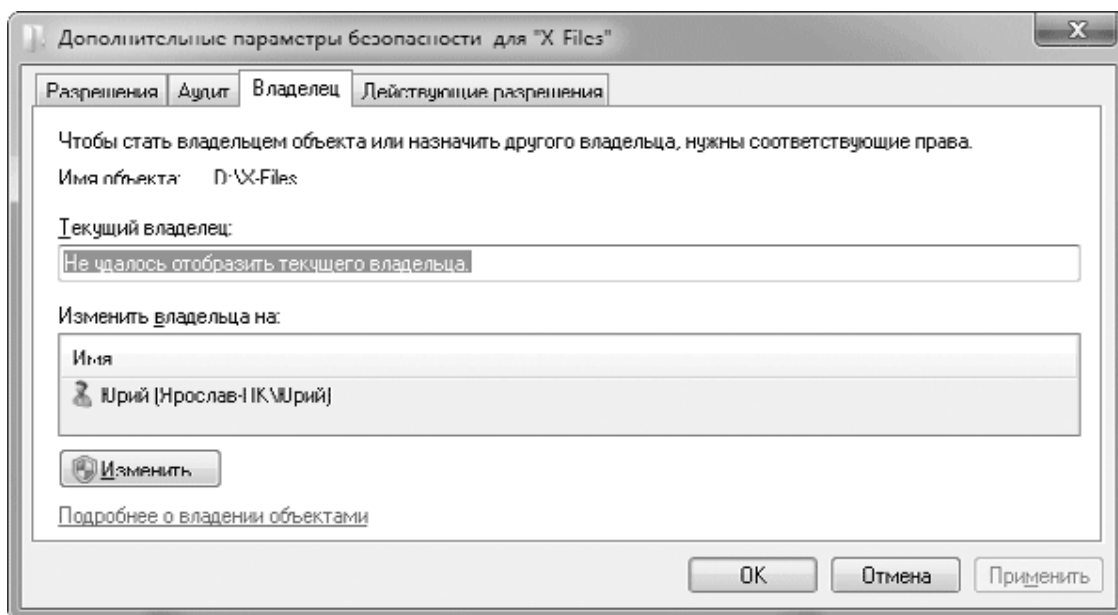 Дополнительные параметры безопасности для "X-Files"
Разрешения Аудит Владелец Действующие разрешения
Чтобы стать владельцем объекта или назначить другого владельца, нужны соответствующие права.
Имя объекта: D:\X-Files
Текущий владелец:
Не удалось отобразить текущего владельца.
Изменить владельца на:
Имя
Юрий (Ярослав-ПК\Юрий)
Изменить
Подробнее о владении объектами
ОК Отмена Применить